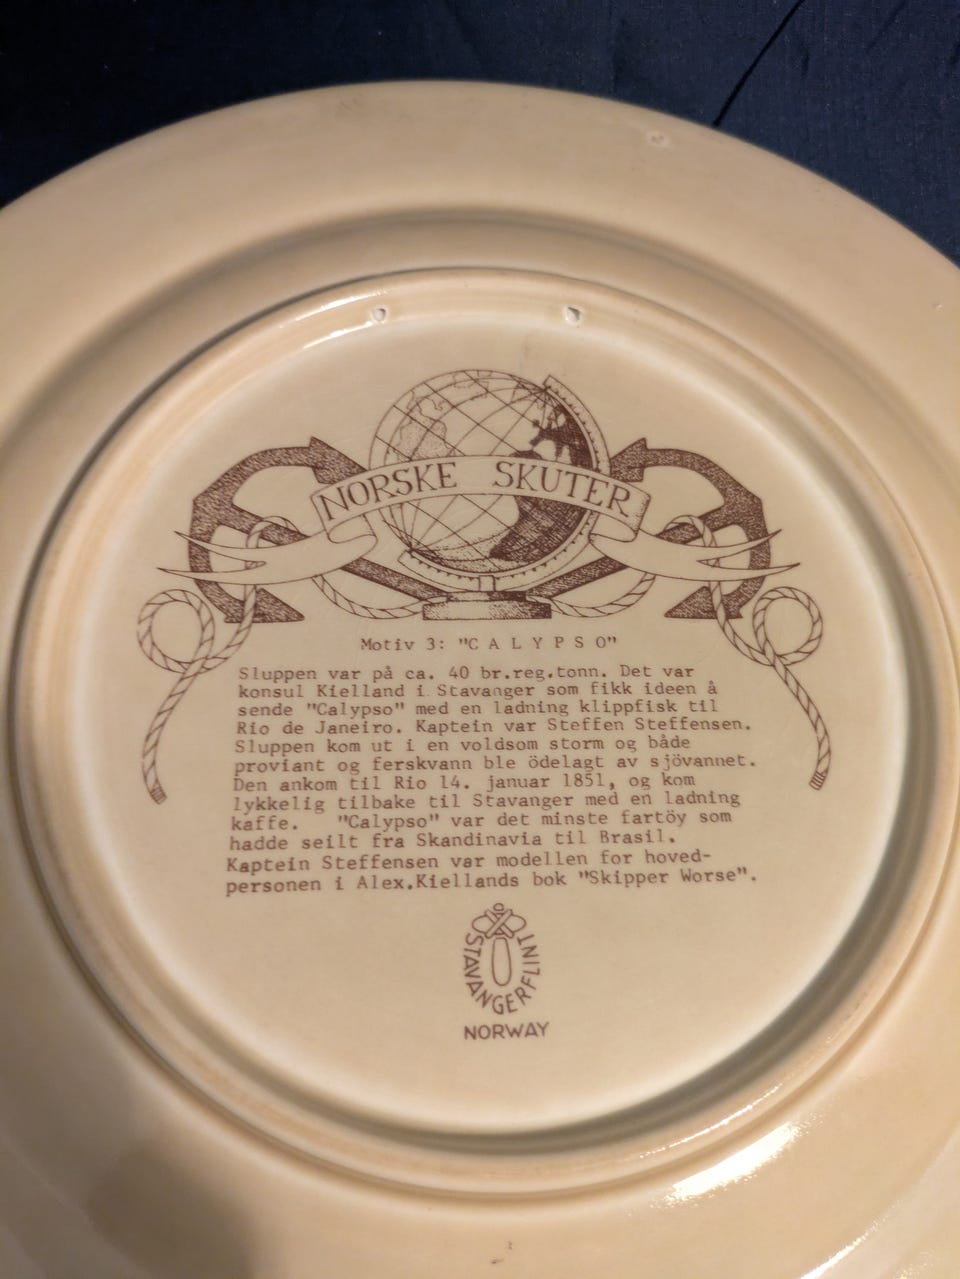 NORSKE SKUTER
Motiv 3: "C A L Y P S O"
Sluppen var på ca. 40 br.reg.tonn. Det var
konsul Kielland i Stavanger som fikk ideen å
sende "Calypso" med en ladning klippfisk til
Rio de Janeiro. Kaptein var Steffen Steffensen.
Sluppen kom ut i en voldsom storm og både
proviant og ferskvann ble ödelagt av sjövannet.
Den ankom til Rio 14. januar 1851, og kom
lykkelig tilbake til Stavanger med en ladning
kaffe. "Calypso" var det minste fartöy som
hadde seilt fra Skandinavia til Brasil.
Kaptein Steffensen var modellen for hoved-
personen i Alex.Kiellands bok "Skipper Worse".
STAVANGERFLINT
NORWAY